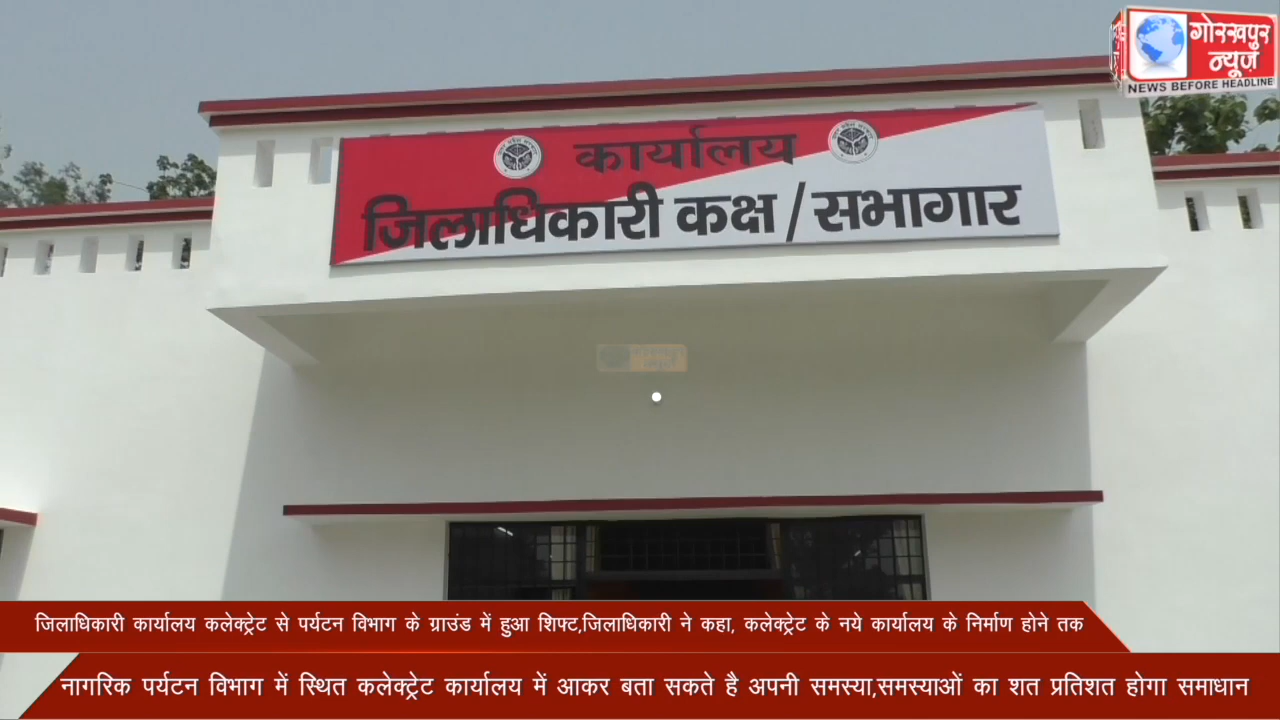 गोरखपुर
न्यूज़
NEWS BEFORE HEADLINE
कार्यालय
जिलाधिकारी कक्ष / सभागार
जिलाधिकारी कार्यालय कलेक्ट्रेट से पर्यटन विभाग के ग्राउंड में हुआ शिफ्ट,जिलाधिकारी ने कहा, कलेक्ट्रेट के नये कार्यालय के निर्माण होने तक
नागरिक पर्यटन विभाग में स्थित कलेक्ट्रेट कार्यालय में आकर बता सकते है अपनी समस्या,समस्याओं का शत प्रतिशत होगा समाधान